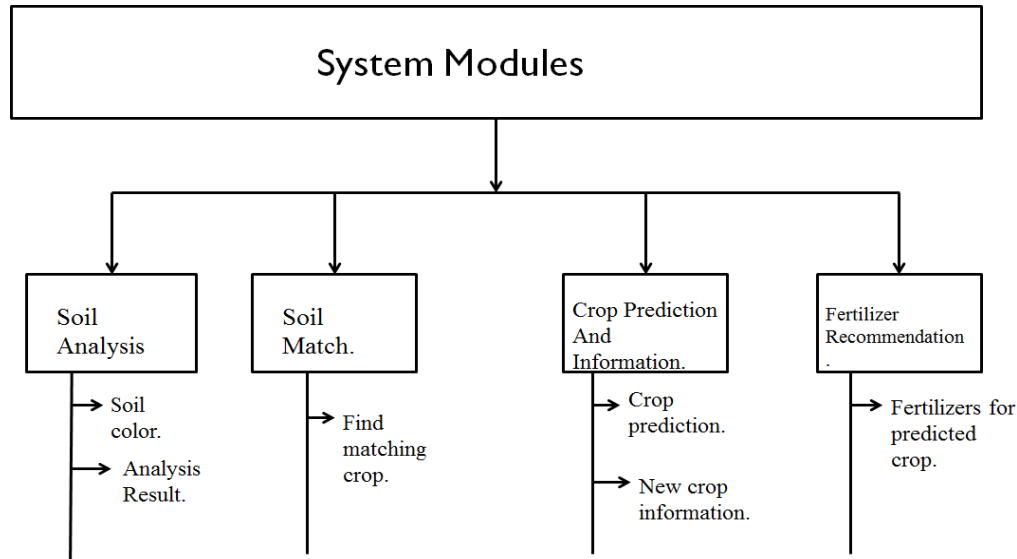 System Modules
Soil
Analysis
Soil
Match.
Crop Prediction
And
Information.
Fertilizer
Recommendation
.
Soil
color.
Analysis
Result.
Find
matching
crop.
Crop
prediction.
New crop
information.
Fertilizers for
predicted
crop.